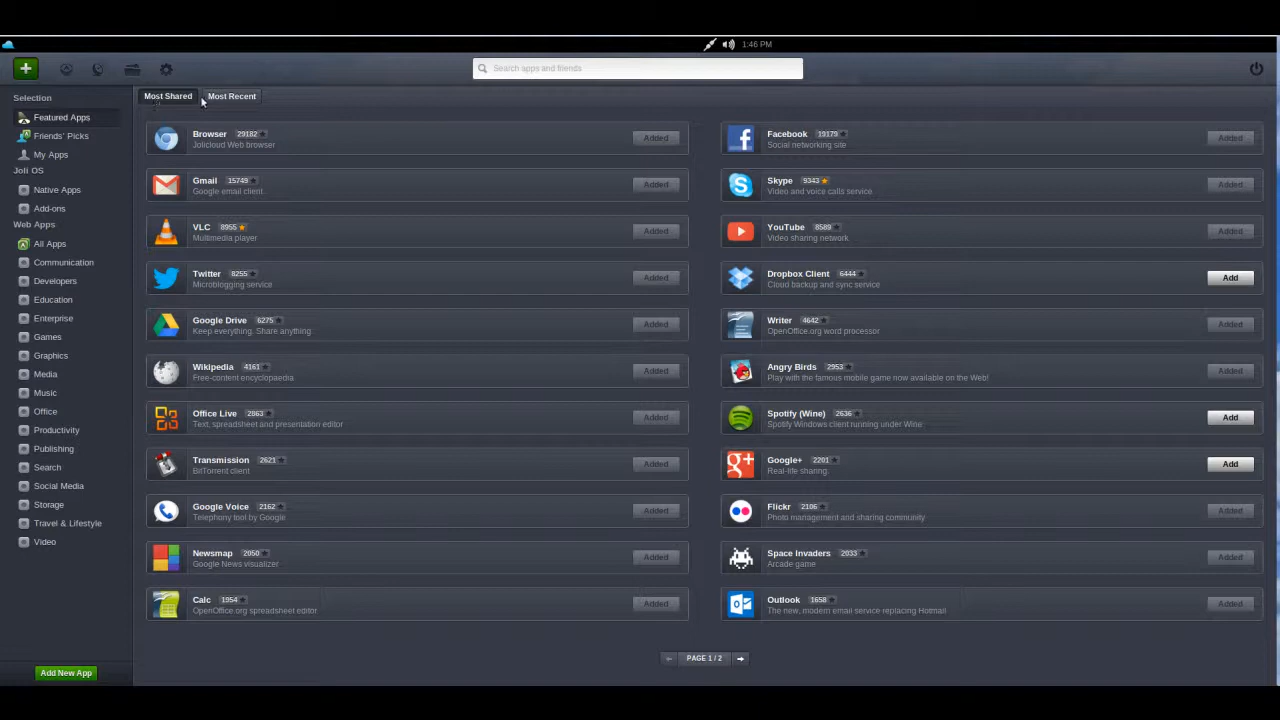 1:46 PM
Search apps and friends
Selection
Featured Apps
Friends' Picks
My Apps
Joli OS
Native Apps
Add-ons
Web Apps
All Apps
Communication
Developers
Education
Enterprise
Games
Graphics
Media
Music
Office
Productivity
Publishing
Search
Social Media
Storage
Travel & Lifestyle
Video
Add New App
Most Shared Most Recent
Browser 29182
Jolicloud Web browser
Added
Facebook 19179
Social networking site
Added
Gmail 15749
Google email client
Added
Skype 9343
Video and voice calls service
Added
VLC 8955
Multimedia player
Added
YouTube 8589
Video sharing network
Added
Twitter 8255
Microblogging service
Added
Dropbox Client 6444
Cloud backup and sync service
Add
Google Drive 6275
Keep everything. Share anything.
Added
Writer 4642
OpenOffice.org word processor
Added
Wikipedia 4161
Free-content encyclopaedia
Added
Angry Birds 2953
Play with the famous mobile game now available on the Web!
Added
Office Live 2863
Text, spreadsheet and presentation editor
Added
Spotify (Wine) 2636
Spotify Windows client running under Wine
Add
Transmission 2621
BitTorrent client
Added
Google+ 2201
Real-life sharing.
Add
Google Voice 2162
Telephony tool by Google
Added
Flickr 2106
Photo management and sharing community
Added
Newsmap 2050
Google News visualizer
Added
Space Invaders 2033
Arcade game
Added
Calc 1954
OpenOffice.org spreadsheet editor
Added
Outlook 1658
The new, modern email service replacing Hotmail
Added
PAGE 1 / 2